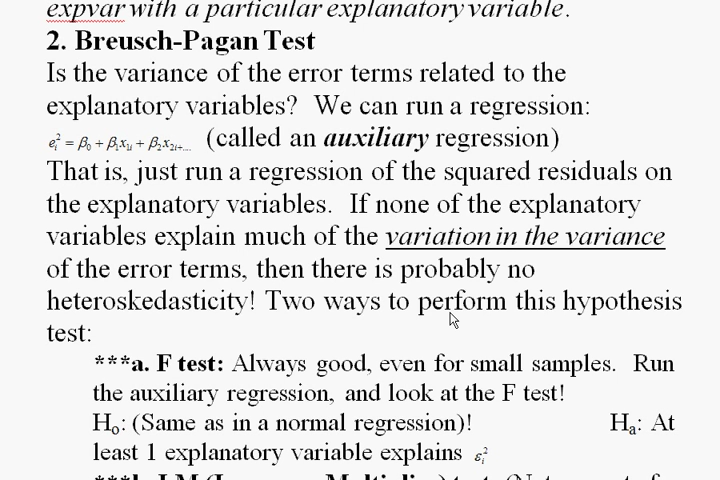 expvar with a particular explanatory variable.
2. Breusch-Pagan Test
Is the variance of the error terms related to the
explanatory variables? We can run a regression:
eᵢ² = β₀ + β₁x₁ᵢ + β₂x₂ᵢ₊... (called an auxiliary regression)
That is, just run a regression of the squared residuals on
the explanatory variables. If none of the explanatory
variables explain much of the variation in the variance
of the error terms, then there is probably no
heteroskedasticity! Two ways to perform this hypothesis
test:
***a. F test: Always good, even for small samples. Run
the auxiliary regression, and look at the F test!
Hₒ: (Same as in a normal regression)! Hₐ: At
least 1 explanatory variable explains εᵢ²